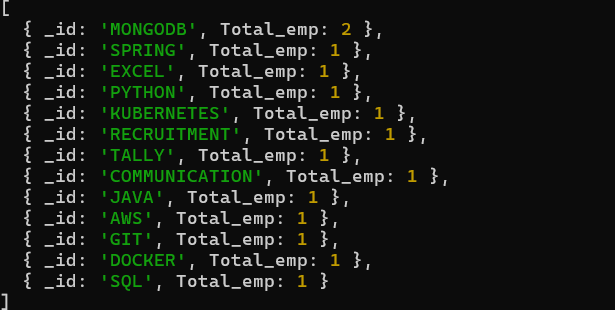 [
  { _id: 'MONGODB', Total_emp: 2 },
  { _id: 'SPRING', Total_emp: 1 },
  { _id: 'EXCEL', Total_emp: 1 },
  { _id: 'PYTHON', Total_emp: 1 },
  { _id: 'KUBERNETES', Total_emp: 1 },
  { _id: 'RECRUITMENT', Total_emp: 1 },
  { _id: 'TALLY', Total_emp: 1 },
  { _id: 'COMMUNICATION', Total_emp: 1 },
  { _id: 'JAVA', Total_emp: 1 },
  { _id: 'AWS', Total_emp: 1 },
  { _id: 'GIT', Total_emp: 1 },
  { _id: 'DOCKER', Total_emp: 1 },
  { _id: 'SQL', Total_emp: 1 }
]